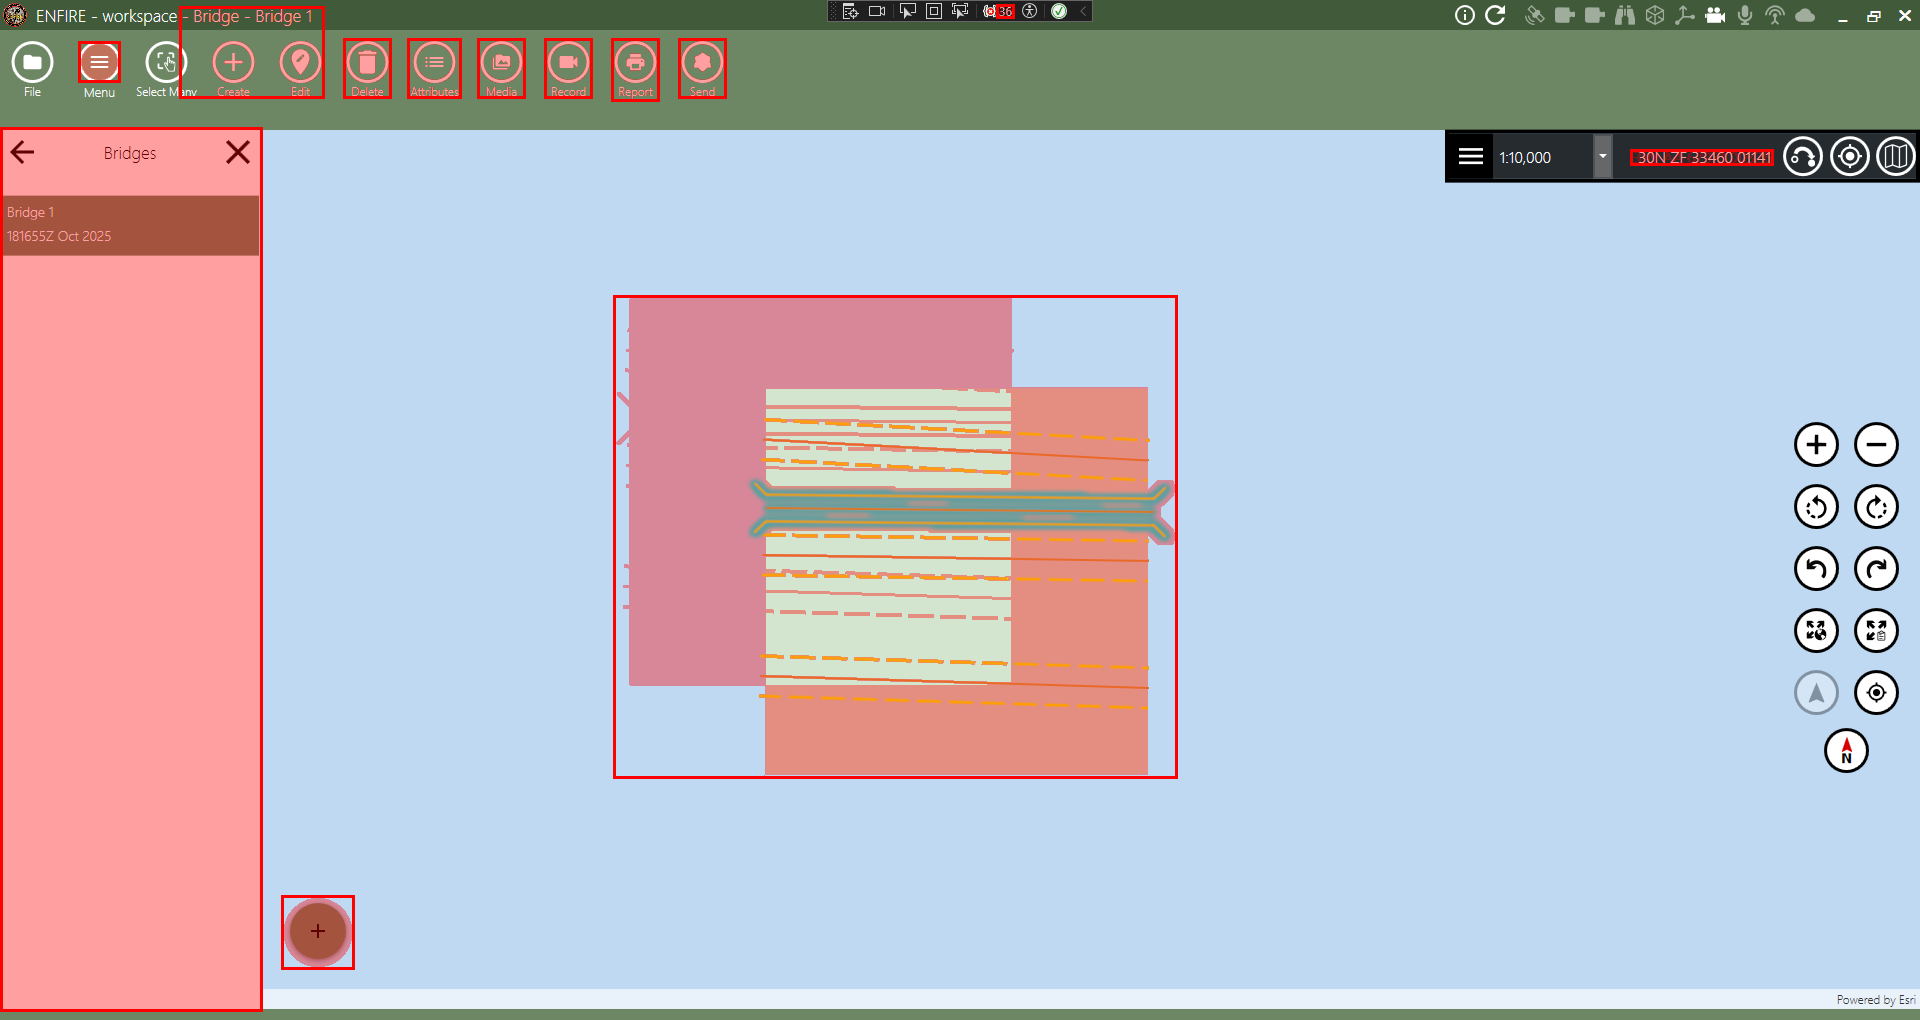 ENFIRE - workspace - Bridge - Bridge 1
36
File
Menu
Select Many
Create
Edit
Delete
Attributes
Media
Record
Report
Send
Bridges
1:10,000
30N ZF 33460 01141
Bridge 1
181655Z Oct 2025
N
Powered by Esri